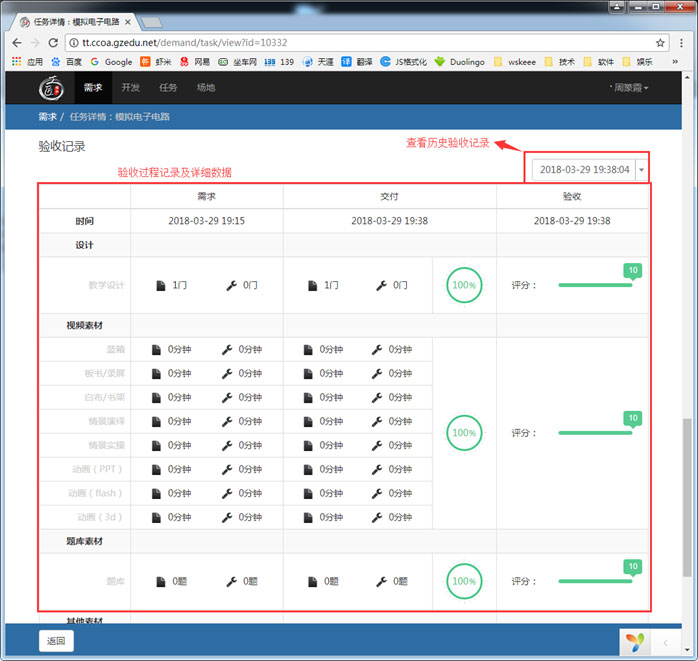 任务详情：模拟电子电路
tt.ccoa.gzedu.net/demand/task/view?id=10332
应用 百度 Google 虾米 网易 坐车网 139 139 天涯 译 翻译 JS格式化 Duolingo wskeee 技术 软件 娱乐 »
需求 开发 任务 场地
需求 / 任务详情：模拟电子电路
验收记录
查看历史验收记录
2018-03-29 19:38:04
验收过程记录及详细数据
需求 交付 验收
时间 2018-03-29 19:15 2018-03-29 19:38 2018-03-29 19:38
设计
教学设计 1门 0门 1门 0门 100% 评分： 10
视频素材
蓝箱 0分钟 0分钟 0分钟 0分钟
板书/录屏 0分钟 0分钟 0分钟 0分钟
白布/书架 0分钟 0分钟 0分钟 0分钟
情景演绎 0分钟 0分钟 0分钟 0分钟
100% 评分： 10
情景实操 0分钟 0分钟 0分钟 0分钟
动画（PPT） 0分钟 0分钟 0分钟 0分钟
动画（flash） 0分钟 0分钟 0分钟 0分钟
动画（3d） 0分钟 0分钟 0分钟 0分钟
题库素材
题库 0题 0题 0题 0题 100% 评分： 10
其他素材
返回